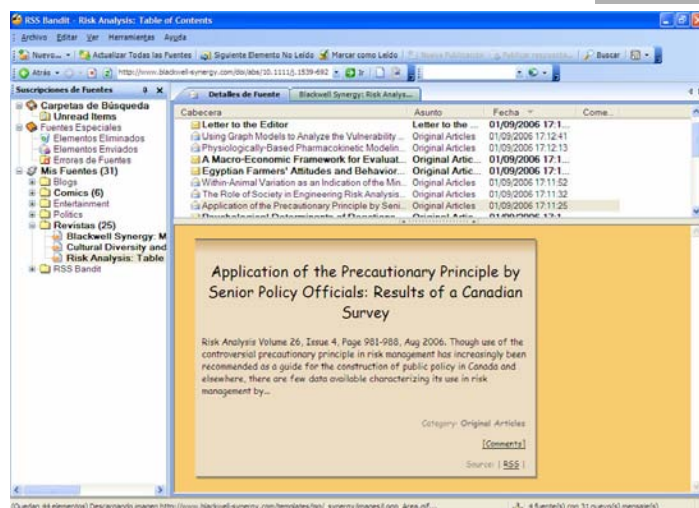 RSS Bandit - Risk Analysis: Table of Contents
Archivo Editar Ver Herramientas Ayuda
Nuevo... Actualizar Todas las Fuentes Siguiente Elemento No Leído Marcar como Leído Buscar
Atrás http://www.blackwell-synergy.com/doi/abs/10.1111/j.1539-692 Ir
Suscripciones de Fuentes
Detalles de Fuente Blackwell Synergy: Risk Analys...
Carpetas de Búsqueda
Unread Items
Fuentes Especiales
Elementos Eliminados
Elementos Enviados
Errores de Fuentes
Mis Fuentes (31)
Blogs
Comics (6)
Entertainment
Politics
Revistas (25)
Blackwell Synergy: M
Cultural Diversity and
Risk Analysis: Table
RSS Bandit
Cabecera Asunto Fecha Come...
Letter to the Editor Letter to the ... 01/09/2006 17:1...
Using Graph Models to Analyze the Vulnerability ... Original Articles 01/09/2006 17:12:41
Physiologically-Based Pharmacokinetic Modelin... Original Articles 01/09/2006 17:12:13
A Macro-Economic Framework for Evaluat... Original Artic... 01/09/2006 17:1...
Egyptian Farmers' Attitudes and Behavior... Original Artic... 01/09/2006 17:1...
Within-Animal Variation as an Indication of the Min... Original Articles 01/09/2006 17:11:52
The Role of Society in Engineering Risk Analysis... Original Articles 01/09/2006 17:11:32
Application of the Precautionary Principle by Seni... Original Articles 01/09/2006 17:11:25
Application of the Precautionary Principle by
Senior Policy Officials: Results of a Canadian
Survey
Risk Analysis Volume 26, Issue 4, Page 981-988, Aug 2006. Though use of the
controversial precautionary principle in risk management has increasingly been
recommended as a guide for the construction of public policy in Canada and
elsewhere, there are few data available characterizing its use in risk
management by...
Category: Original Articles
[Comments]
Source: | RSS |